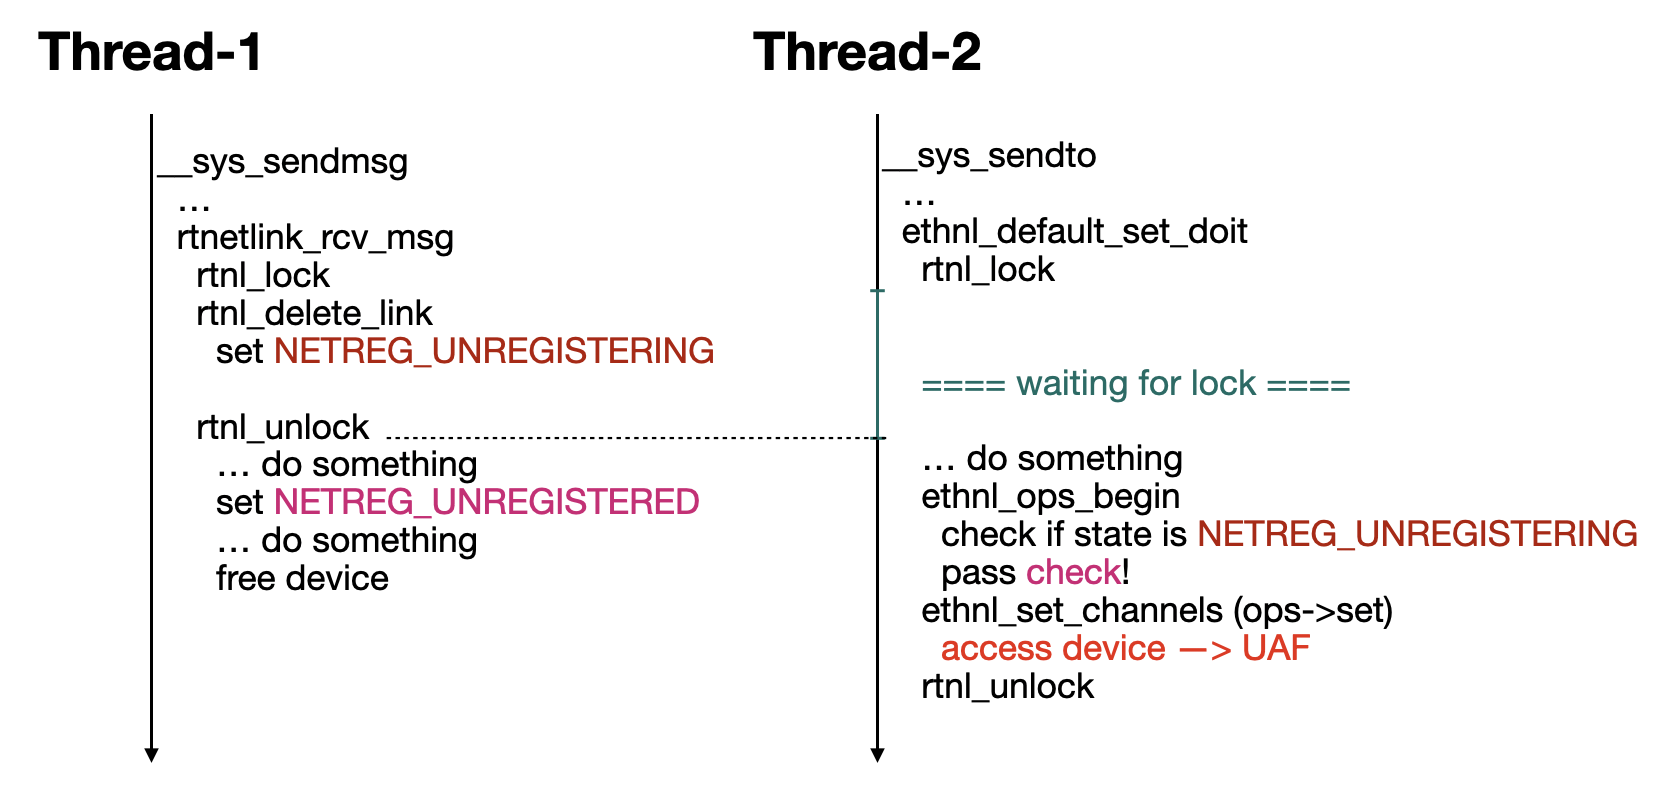 Thread-1
__sys_sendmsg
...
rtnetlink_rcv_msg
rtnl_lock
rtnl_delete_link
set NETREG_UNREGISTERING
rtnl_unlock
... do something
set NETREG_UNREGISTERED
... do something
free device
Thread-2
__sys_sendto
...
ethnl_default_set_doit
rtnl_lock
==== waiting for lock ====
... do something
ethnl_ops_begin
check if state is NETREG_UNREGISTERING
pass check!
ethnl_set_channels (ops->set)
access device —> UAF
rtnl_unlock